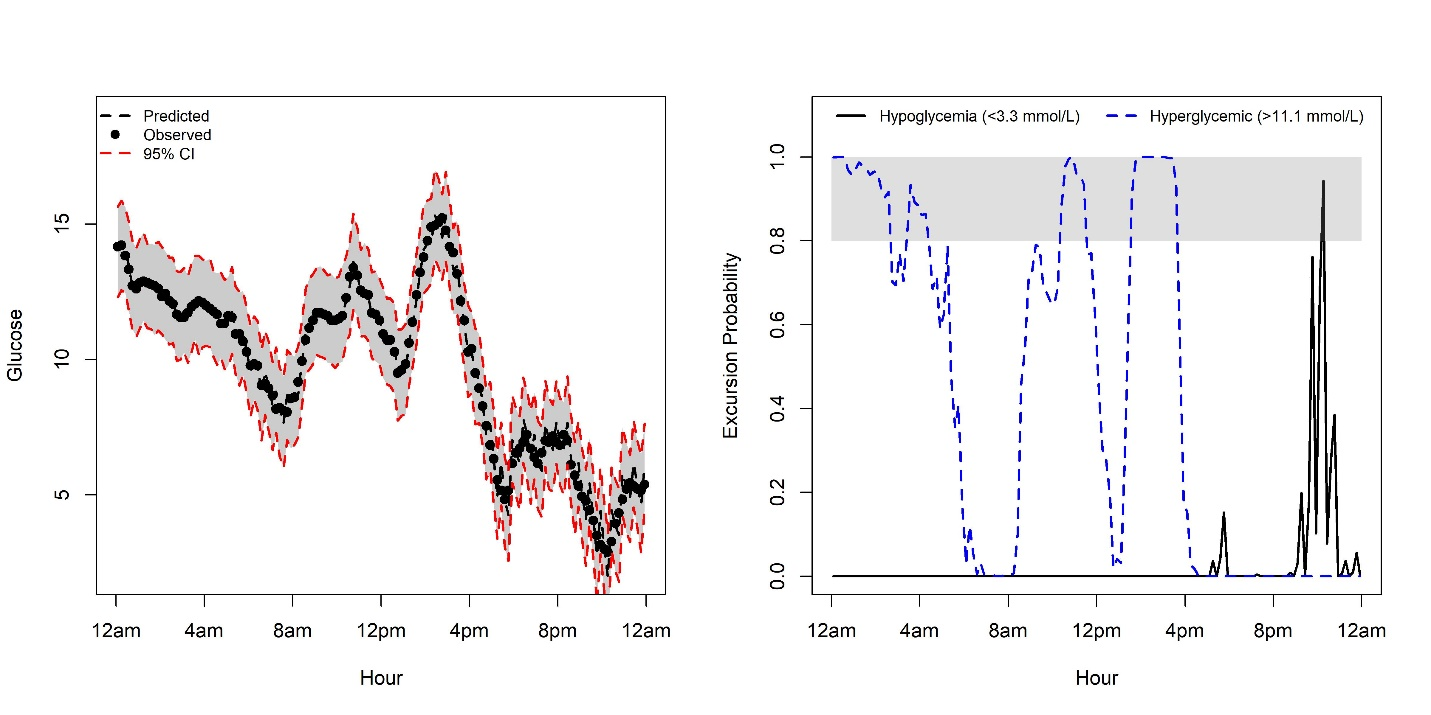 Predicted
Observed
95% CI
Glucose
15
10
5
12am 4am 8am 12pm 4pm 8pm 12am
Hour
Hypoglycemia (<3.3 mmol/L) Hyperglycemic (>11.1 mmol/L)
Excursion Probability
1.0
0.8
0.6
0.4
0.2
0.0
12am 4am 8am 12pm 4pm 8pm 12am
Hour